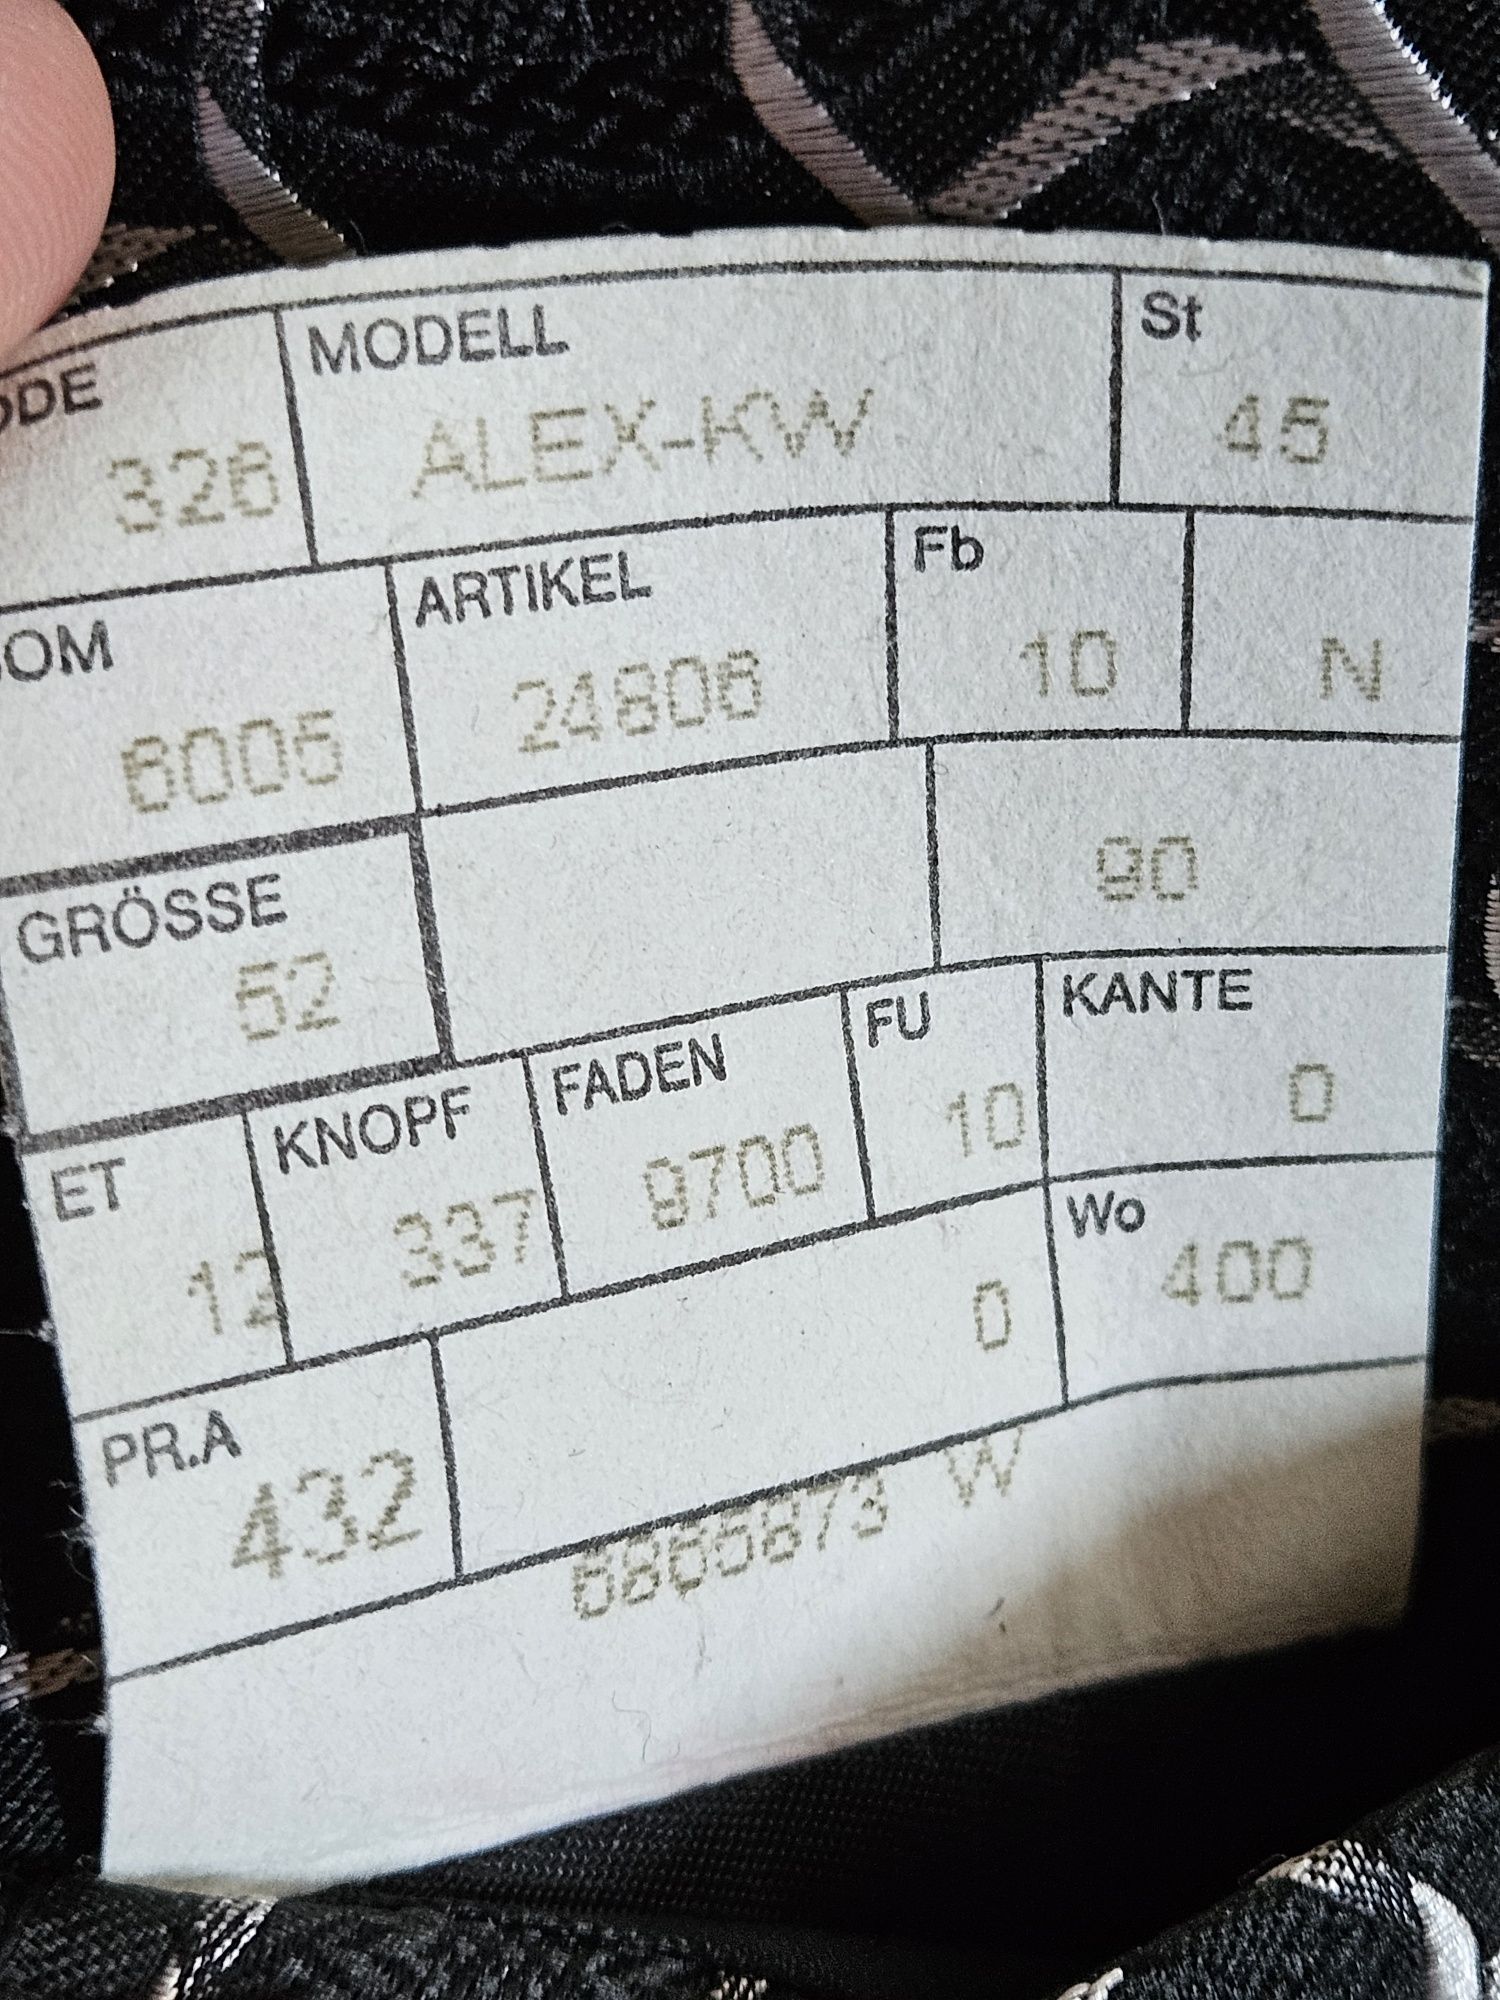 ODE MODELL St
326 ALEX-KW 45
OM ARTIKEL Fb
6005 24806 10 N
GRÖSSE
52 90
ET KNOPF FADEN FU KANTE
12 337 9700 10 0
PR.A Wo
432 0 400
6865873 W